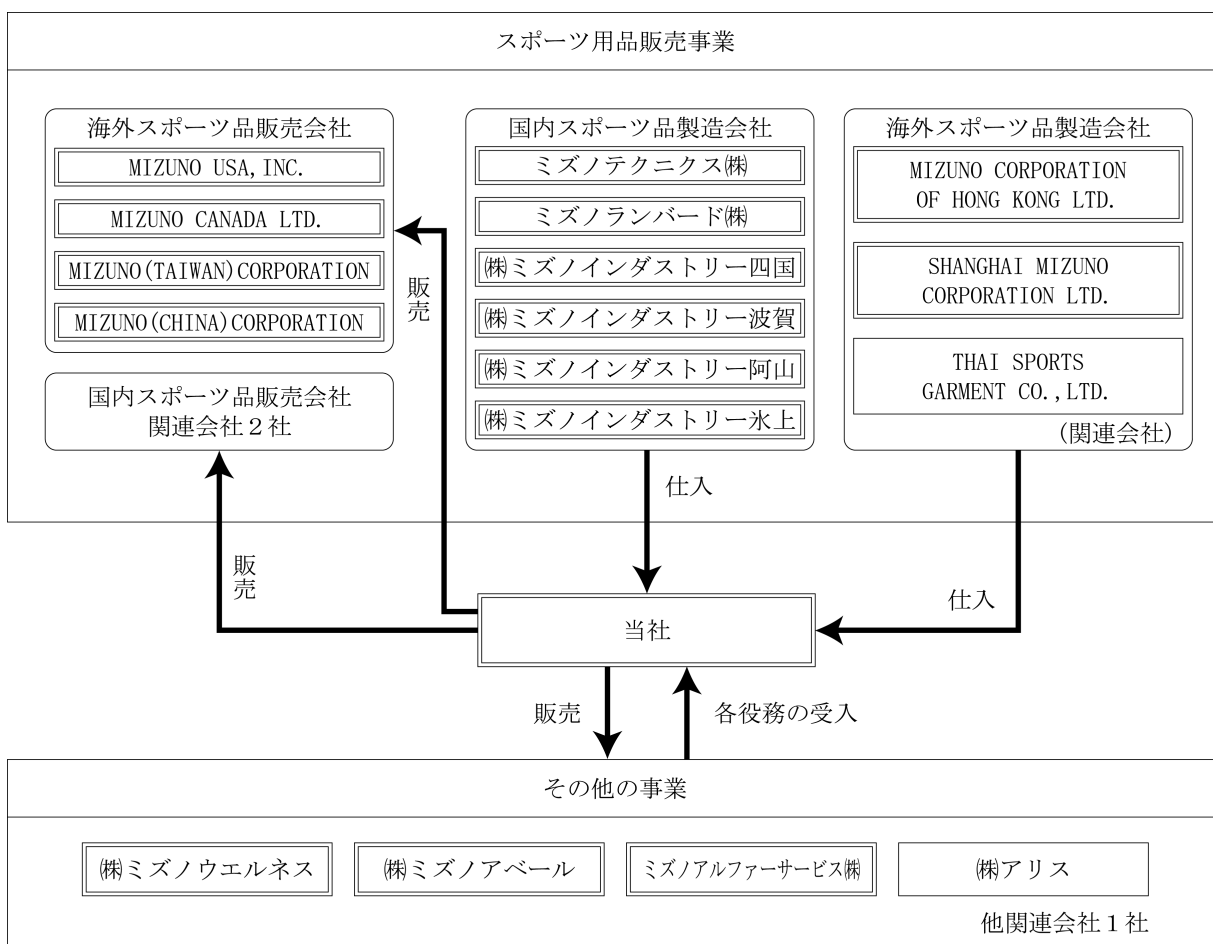 スポーツ用品販売事業
海外スポーツ品販売会社
MIZUNO USA, INC.
MIZUNO CANADA LTD.
MIZUNO(TAIWAN)CORPORATION
MIZUNO(CHINA)CORPORATION
国内スポーツ品販売会社
関連会社2社
国内スポーツ品製造会社
ミズノテクニクス㈱
ミズノランバード㈱
㈱ミズノインダストリー四国
㈱ミズノインダストリー波賀
㈱ミズノインダストリー阿山
㈱ミズノインダストリー氷上
海外スポーツ品製造会社
MIZUNO CORPORATION
OF HONG KONG LTD.
SHANGHAI MIZUNO
CORPORATION LTD.
THAI SPORTS
GARMENT CO.,LTD.
(関連会社)
販売
仕入
販売
仕入
当社
販売
各役務の受入
その他の事業
㈱ミズノウエルネス
㈱ミズノアベール
ミズノアルファーサービス㈱
㈱アリス
他関連会社1社